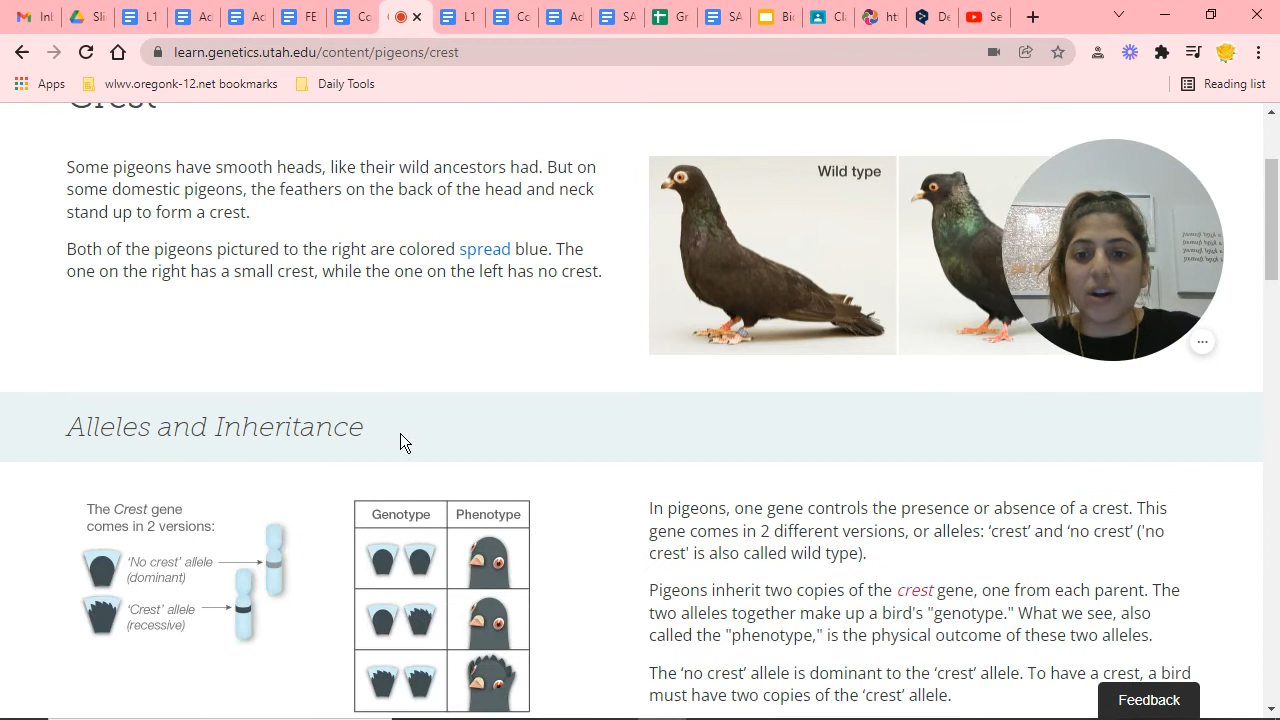 L1
FE
L1
SA
SA
learn.genetics.utah.edu/content/pigeons/crest
Apps wlwv.oregonk-12.net bookmarks Daily Tools Reading list
Crest
Some pigeons have smooth heads, like their wild ancestors had. But on
some domestic pigeons, the feathers on the back of the head and neck
stand up to form a crest.
Both of the pigeons pictured to the right are colored spread blue. The
one on the right has a small crest, while the one on the left has no crest.
Wild type
Alleles and Inheritance
The Crest gene
comes in 2 versions:
‘No crest’ allele
(dominant)
‘Crest’ allele
(recessive)
Genotype Phenotype
In pigeons, one gene controls the presence or absence of a crest. This
gene comes in 2 different versions, or alleles: ‘crest’ and ‘no crest’ ('no
crest' is also called wild type).
Pigeons inherit two copies of the crest gene, one from each parent. The
two alleles together make up a bird's "genotype." What we see, also
called the "phenotype," is the physical outcome of these two alleles.
The ‘no crest’ allele is dominant to the ‘crest’ allele. To have a crest, a bird
must have two copies of the ‘crest’ allele.
Feedback